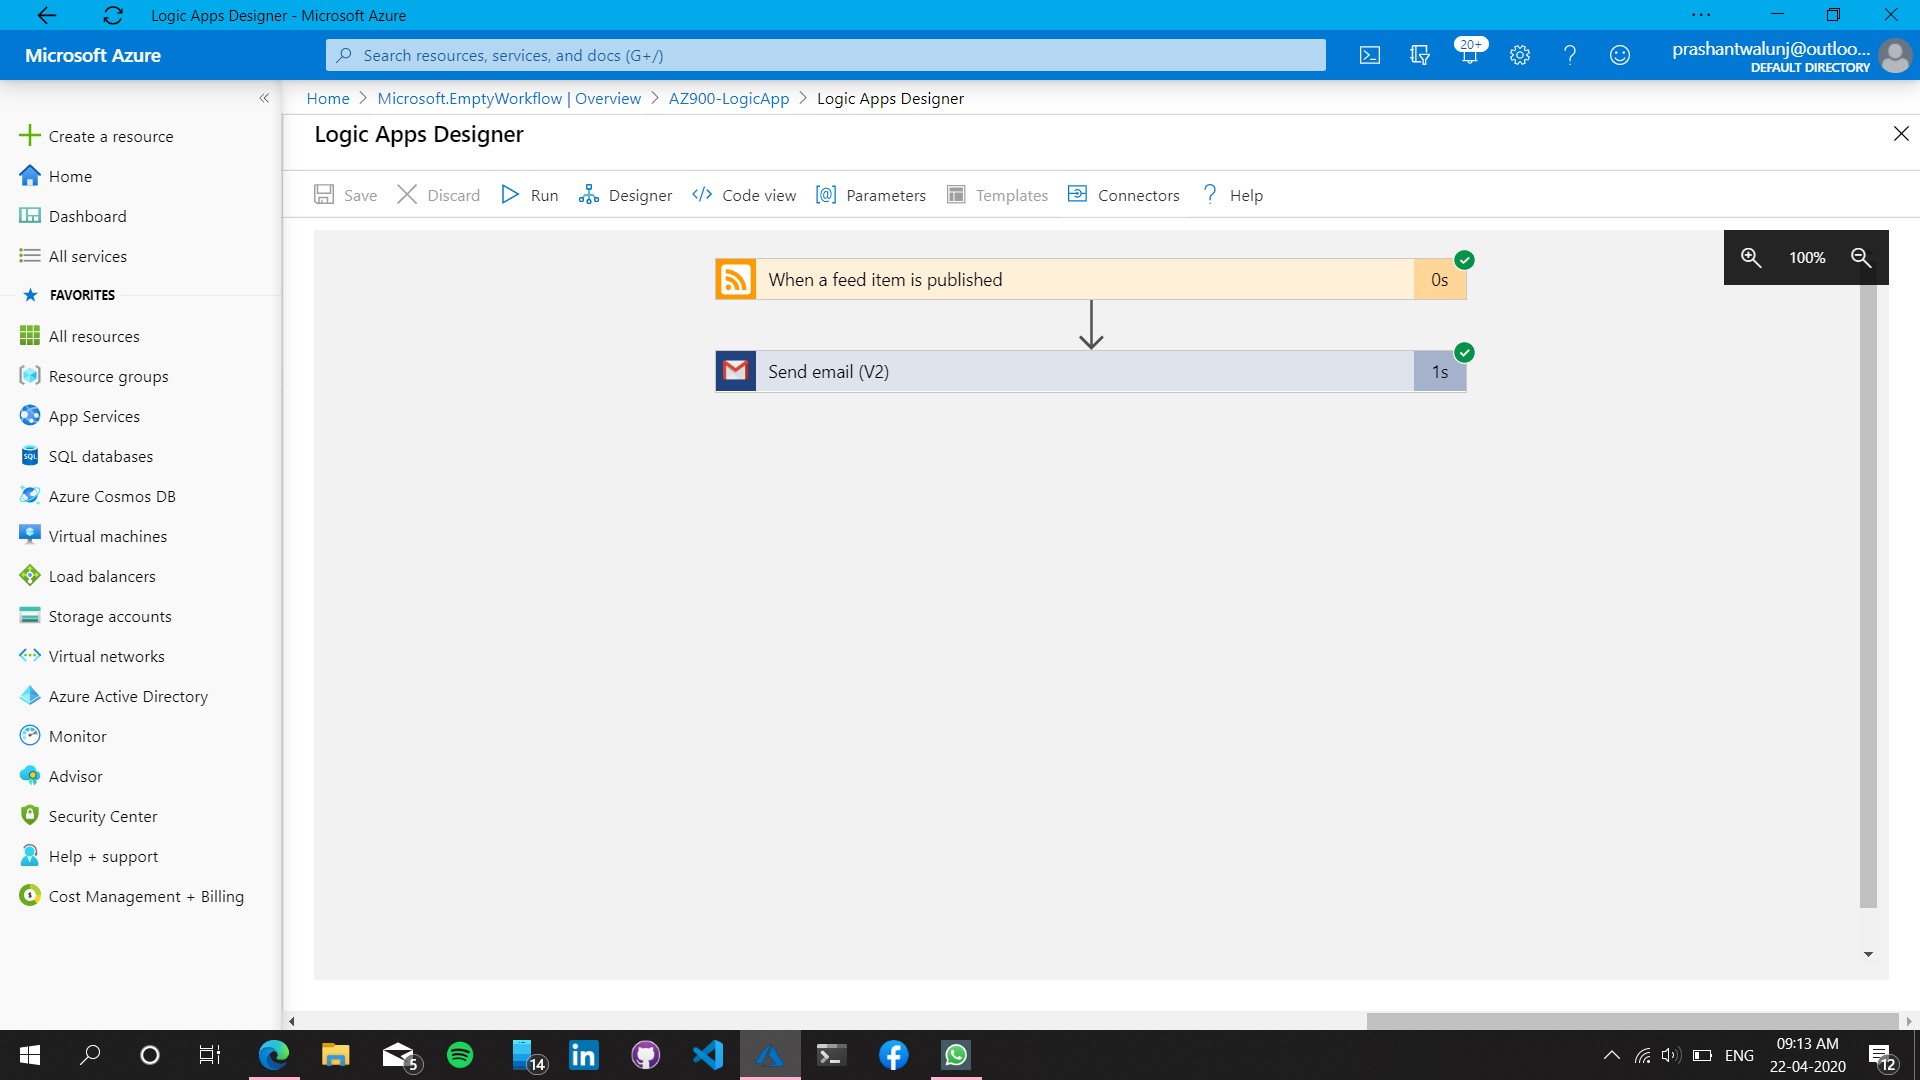 Logic Apps Designer - Microsoft Azure
Microsoft Azure
Search resources, services, and docs (G+/)
20+
prashantwalunj@outloo...
DEFAULT DIRECTORY
Home > Microsoft.EmptyWorkflow | Overview > AZ900-LogicApp > Logic Apps Designer
Logic Apps Designer
Save Discard Run Designer Code view Parameters Templates Connectors Help
Create a resource
Home
Dashboard
All services
FAVORITES
All resources
Resource groups
App Services
SQL databases
Azure Cosmos DB
Virtual machines
Load balancers
Storage accounts
Virtual networks
Azure Active Directory
Monitor
Advisor
Security Center
Help + support
Cost Management + Billing
When a feed item is published 0s
Send email (V2) 1s
100%
5
14
ENG
09:13 AM
22-04-2020
12